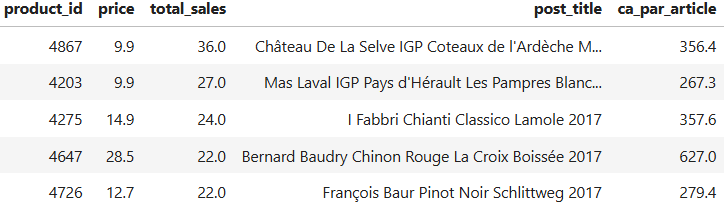 product_id price total_sales post_title ca_par_article
4867 9.9 36.0 Château De La Selve IGP Coteaux de l'Ardèche M... 356.4
4203 9.9 27.0 Mas Laval IGP Pays d'Hérault Les Pampres Blanc... 267.3
4275 14.9 24.0 I Fabbri Chianti Classico Lamole 2017 357.6
4647 28.5 22.0 Bernard Baudry Chinon Rouge La Croix Boissée 2017 627.0
4726 12.7 22.0 François Baur Pinot Noir Schlittweg 2017 279.4